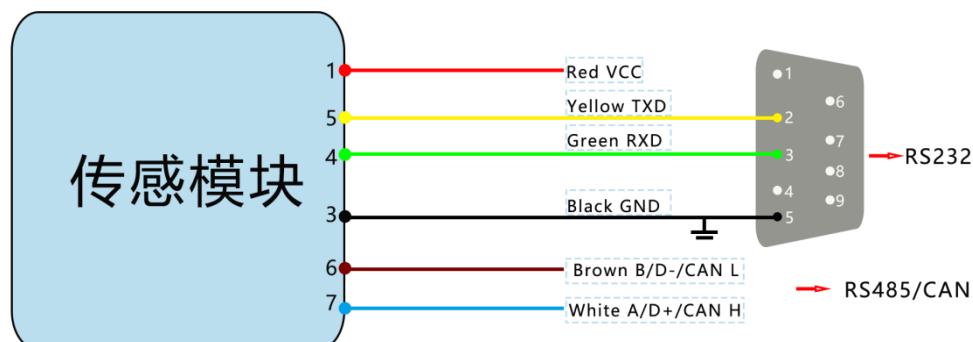 传感模块
1
5
4
3
6
7
Red VCC
Yellow TXD
Green RXD
Black GND
Brown B/D-/CAN L
White A/D+/CAN H
1
2
3
4
5
6
7
8
9
RS232
RS485/CAN